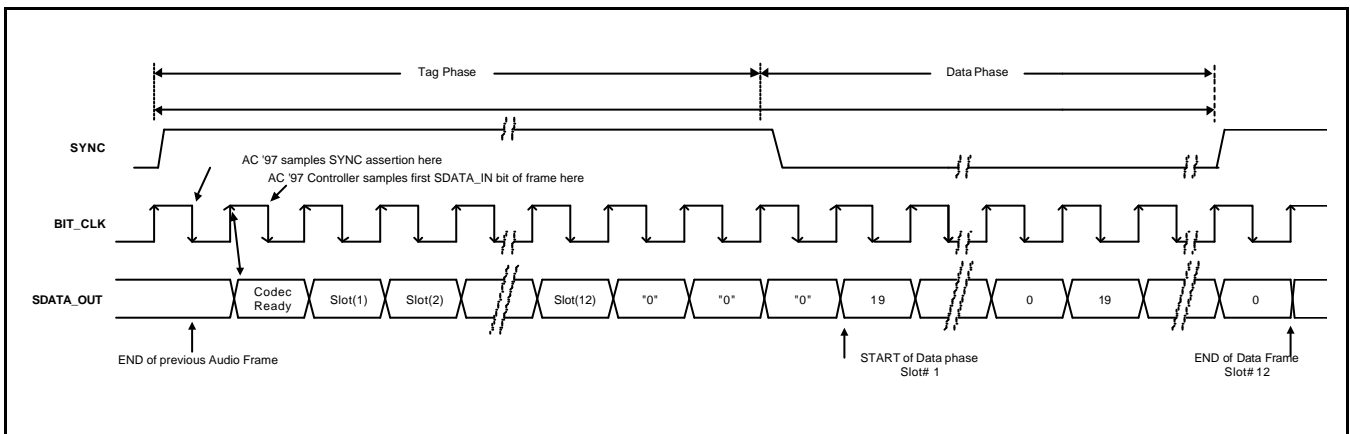 Tag Phase
Data Phase
SYNC
AC '97 samples SYNC assertion here
AC '97 Controller samples first SDATA_IN bit of frame here
BIT_CLK
SDATA_OUT
Codec
Ready
Slot(1)
Slot(2)
Slot(12)
"0"
"0"
"0"
19
0
19
0
END of previous Audio Frame
START of Data phase
Slot# 1
END of Data Frame
Slot# 12